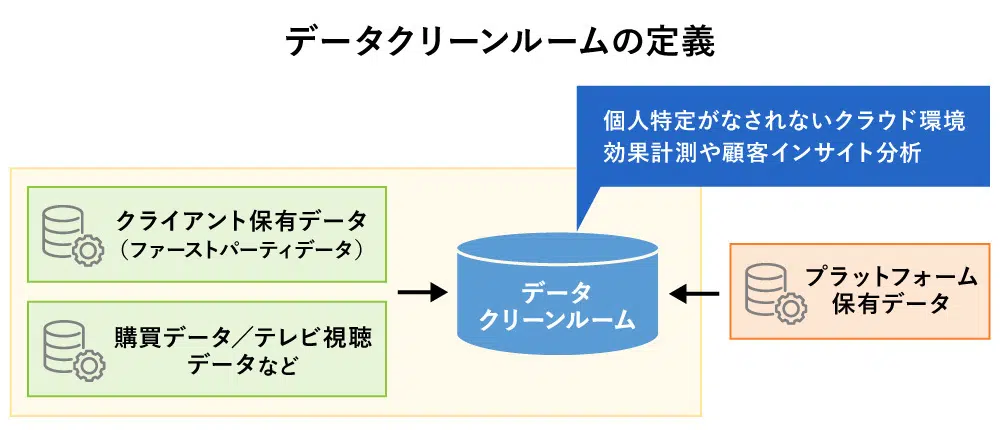 データクリーンルームの定義
個人特定がなされないクラウド環境
効果計測や顧客インサイト分析
クライアント保有データ
（ファーストパーティデータ）
購買データ／テレビ視聴
データなど
データ
クリーンルーム
プラットフォーム
保有データ